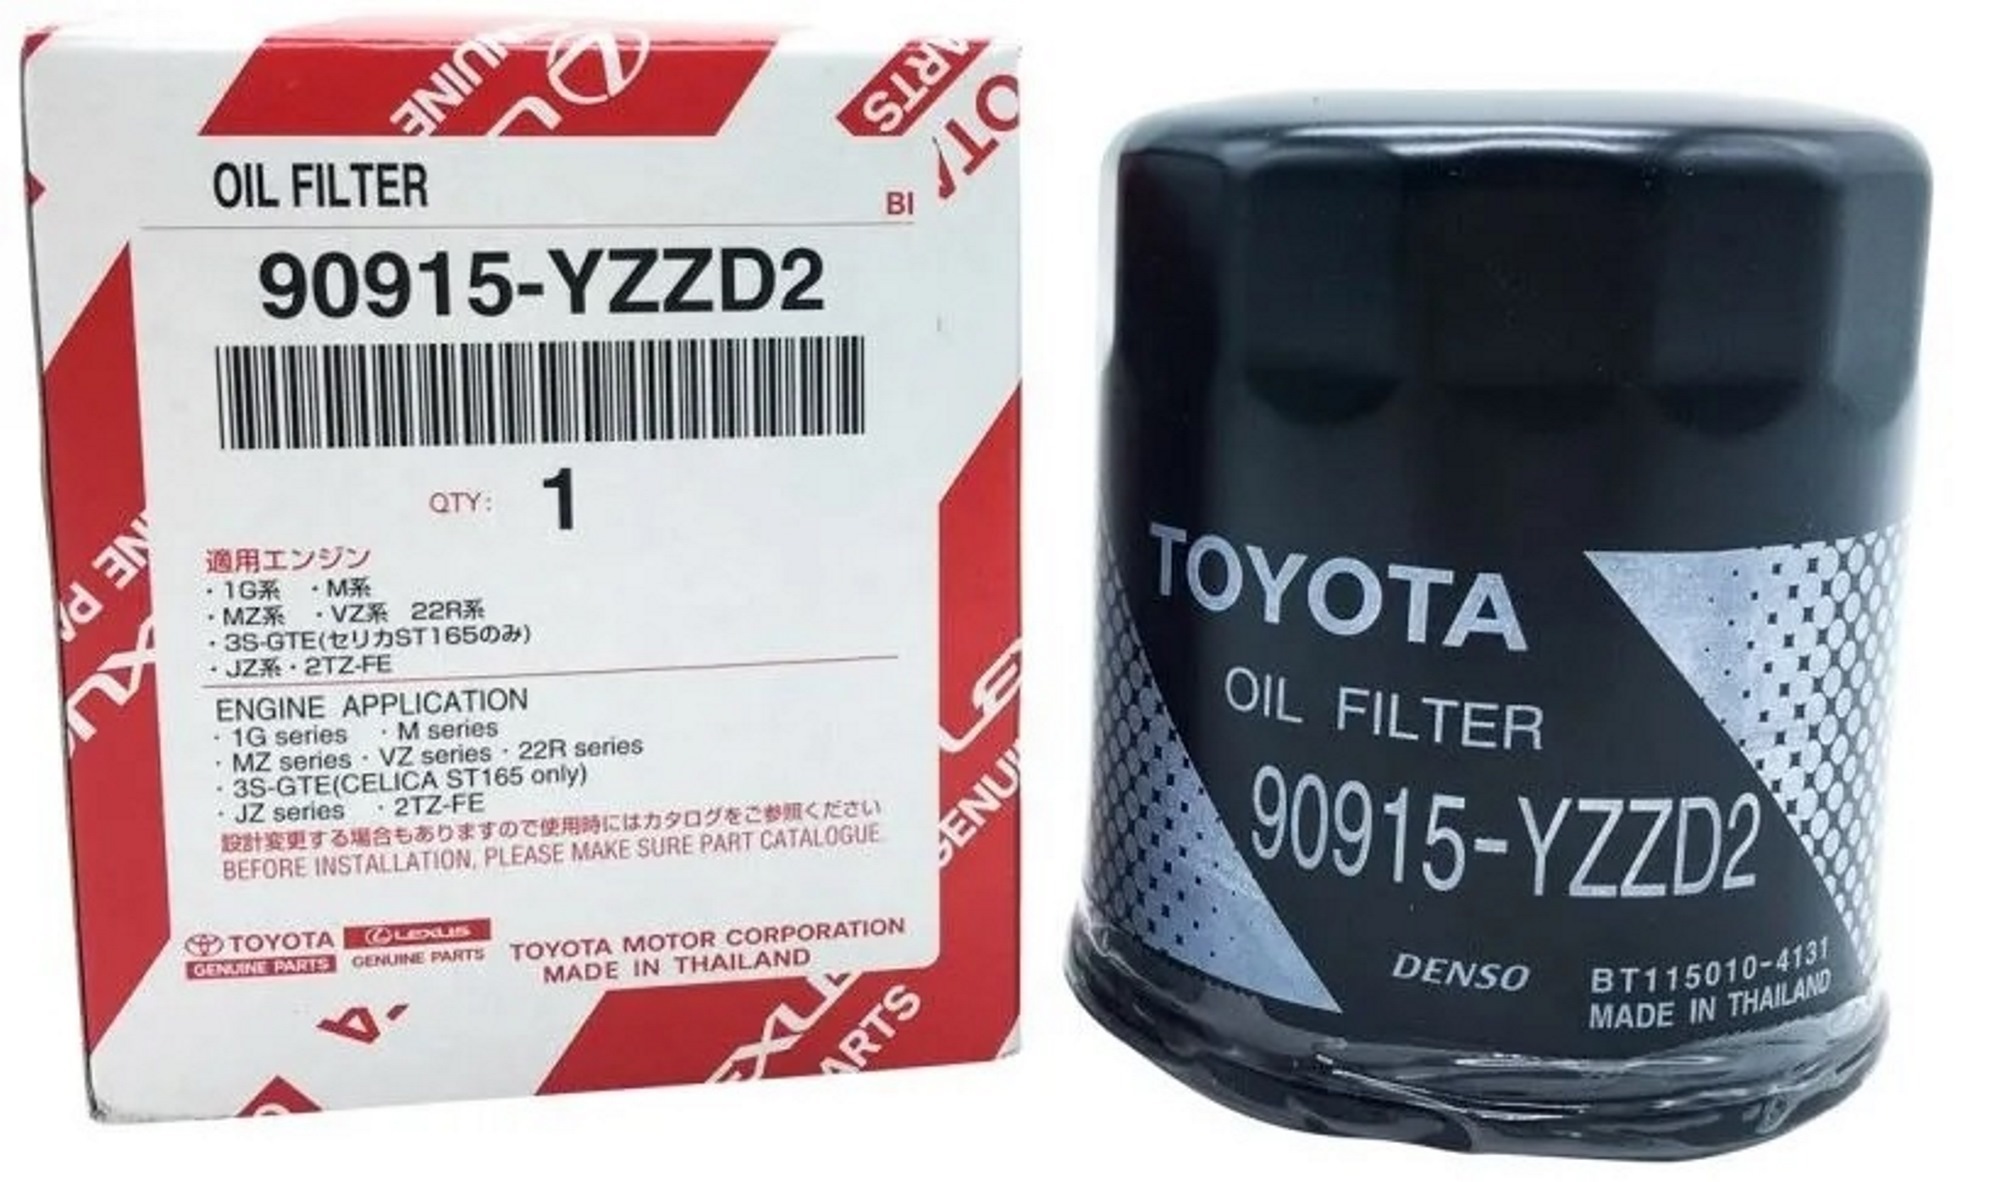 NUINE
PARTS
TOYOTA
OIL FILTER
BI
90915-YZZD2
QTY: 1
適用エンジン
・1G系 ・M系
・MZ系 ・VZ系 22R系
・3S-GTE(セリカST165のみ)
・JZ系・2TZ-FE
ENGINE APPLICATION
・1G series ・M series
・MZ series・VZ series・22R series
・3S-GTE(CELICA ST165 only)
・JZ series ・2TZ-FE
設計変更する場合もありますので使用時にはカタログをご参照ください
BEFORE INSTALLATION, PLEASE MAKE SURE PART CATALOGUE.
TOYOTA
GENUINE PARTS
LEXUS
GENUINE PARTS
TOYOTA MOTOR CORPORATION
MADE IN THAILAND
GENUIN
ARTS
TOYOTA
OIL FILTER
90915-YZZD2
DENSO
BT115010-4131
MADE IN THAILAND